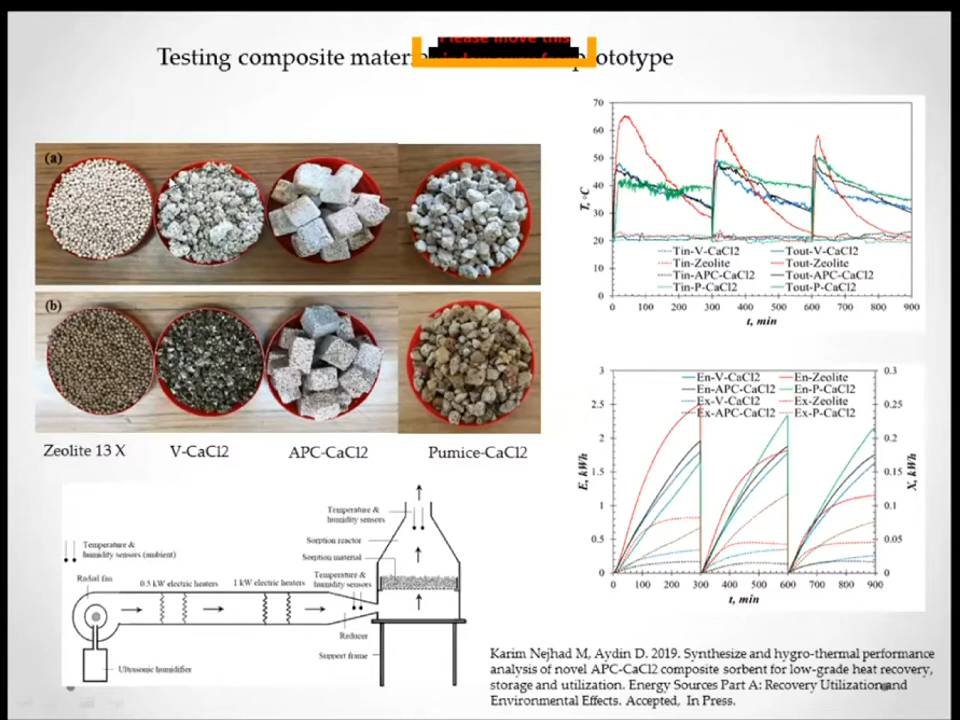 Testing composite mater
ototype
Please move this
(a)
(b)
Zeolite 13 X
V-CaCl2
APC-CaCl2
Pumice-CaCl2
Temperature &
humidity sensors
Sorption reactor
Sorption material
Temperature &
humidity sensors (ambient)
Radial fan
0.5 kW electric heaters
1 kW electric heaters
Temperature &
humidity sensors
Reducer
Support frame
Ultrasonic humidifier
T, °C
70
60
50
40
30
20
10
0
Tin-V-CaCl2
Tout-V-CaCl2
Tin-Zeolite
Tout-Zeolite
Tin-APC-CaCl2
Tout-APC-CaCl2
Tin-P-CaCl2
Tout-P-CaCl2
0 100 200 300 400 500 600 700 800 900
t, min
E, kWh
3
2.5
2
1.5
1
0.5
0
En-V-CaCl2
En-Zeolite
En-APC-CaCl2
En-P-CaCl2
Ex-V-CaCl2
Ex-Zeolite
Ex-APC-CaCl2
Ex-P-CaCl2
0.3
0.25
0.2
0.15
0.1
0.05
0
X, kWh
0 100 200 300 400 500 600 700 800 900
t, min
Karim Nejhad M, Aydin D. 2019. Synthesize and hygro-thermal performance
analysis of novel APC-CaCl2 composite sorbent for low-grade heat recovery,
storage and utilization. Energy Sources Part A: Recovery Utilization and
Environmental Effects. Accepted, In Press.